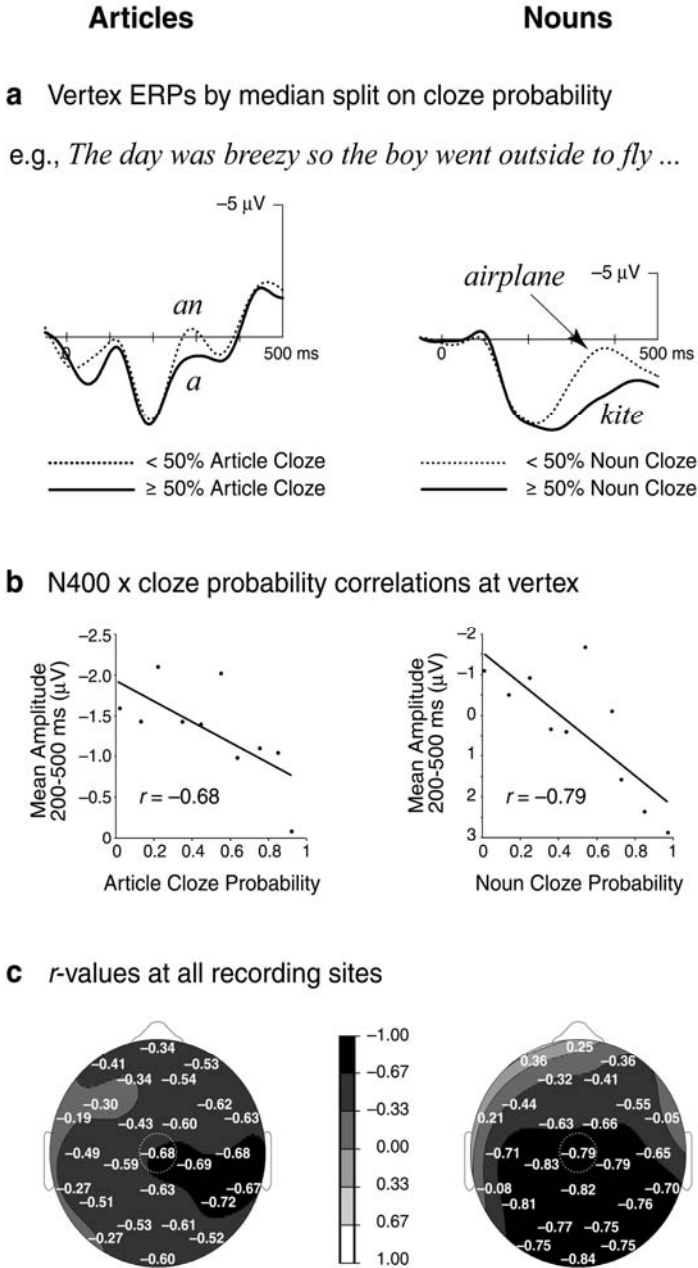 Articles Nouns
a Vertex ERPs by median split on cloze probability
e.g., The day was breezy so the boy went outside to fly ...
–5 µV
an
a
0
500 ms
< 50% Article Cloze
≥ 50% Article Cloze
–5 µV
airplane
0
500 ms
kite
< 50% Noun Cloze
≥ 50% Noun Cloze
b N400 x cloze probability correlations at vertex
Mean Amplitude
200-500 ms (µV)
–2.5
–2.0
–1.5
–1.0
–0.5
0
r = –0.68
0 0.2 0.4 0.6 0.8 1
Article Cloze Probability
Mean Amplitude
200-500 ms (µV)
–2
–1
0
1
2
3
r = –0.79
0 0.2 0.4 0.6 0.8 1
Noun Cloze Probability
c r-values at all recording sites
–0.34
–0.41 –0.53
–0.34 –0.54
–0.30 –0.62
–0.19 –0.63
–0.43 –0.60
–0.49 –0.68 –0.68
–0.59 –0.69
–0.27 –0.63 –0.67
–0.51 –0.72
–0.53 –0.61
–0.27 –0.52
–0.60
–1.00
–0.67
–0.33
0.00
0.33
0.67
1.00
0.25
0.36 –0.36
–0.32 –0.41
–0.44 –0.55
0.21 –0.05
–0.63 –0.66
–0.71 –0.79 –0.65
–0.83 –0.79
–0.08 –0.82 –0.70
–0.81 –0.76
–0.77 –0.75
–0.75 –0.75
–0.84